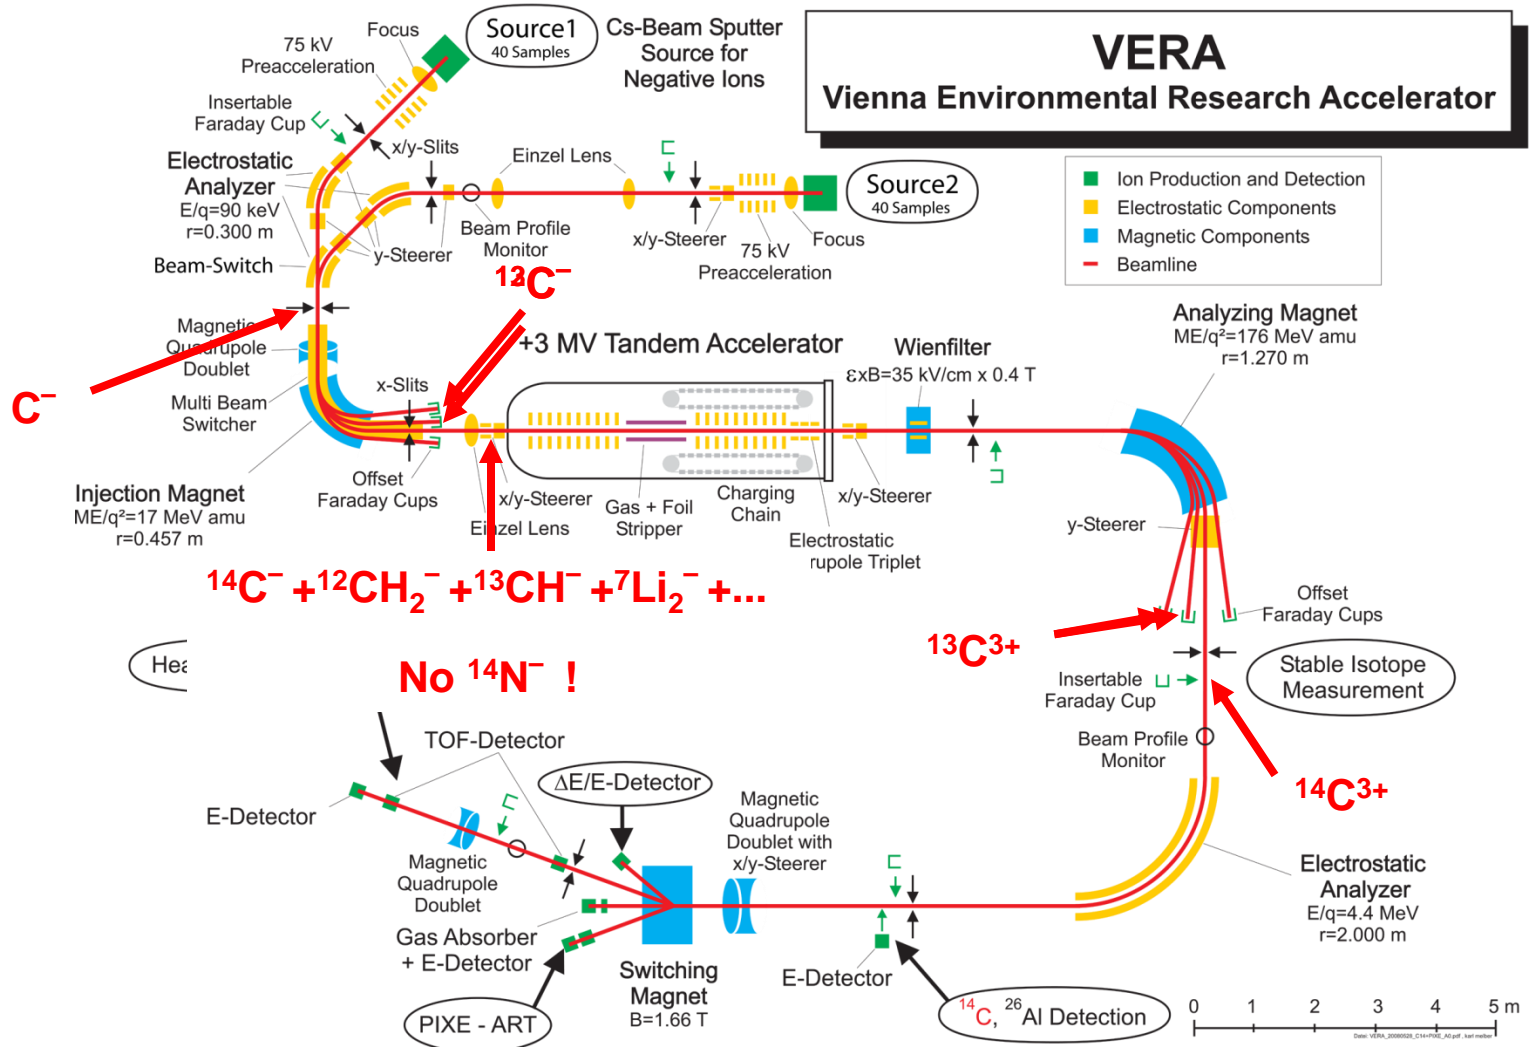 VERA
Vienna Environmental Research Accelerator
Source1
40 Samples
Cs-Beam Sputter
Source for
Negative Ions
Focus
75 kV
Preacceleration
Insertable
Faraday Cup
x/y-Slits
Electrostatic
Analyzer
E/q=90 keV
r=0.300 m
Beam-Switch
y-Steerer
Einzel Lens
Beam Profile
Monitor
x/y-Steerer
75 kV
Preacceleration
Focus
Source2
40 Samples
Ion Production and Detection
Electrostatic Components
Magnetic Components
Beamline
C⁻
C⁻
Magnetic
Quadrupole
Doublet
Multi Beam
Switcher
x-Slits
Injection Magnet
ME/q²=17 MeV amu
r=0.457 m
Offset
Faraday Cups
+3 MV Tandem Accelerator
x/y-Steerer
Einzel Lens
Gas + Foil
Stripper
Charging
Chain
Electrostatic
rupole Triplet
x/y-Steerer
Wienfilter
ƐxB=35 kV/cm x 0.4 T
Analyzing Magnet
ME/q²=176 MeV amu
r=1.270 m
¹⁴C⁻ +¹²CH₂⁻ +¹³CH⁻ +⁷Li₂⁻ +...
No ¹⁴N⁻ !
y-Steerer
Offset
Faraday Cups
¹³C³⁺
Stable Isotope
Measurement
Insertable
Faraday Cup
Beam Profile
Monitor
¹⁴C³⁺
Electrostatic
Analyzer
E/q=4.4 MeV
r=2.000 m
Hea
TOF-Detector
E-Detector
ΔE/E-Detector
Magnetic
Quadrupole
Doublet with
x/y-Steerer
Magnetic
Quadrupole
Doublet
Gas Absorber
+ E-Detector
Switching
Magnet
B=1.66 T
PIXE - ART
E-Detector
¹⁴C, ²⁶Al Detection
0 1 2 3 4 5 m